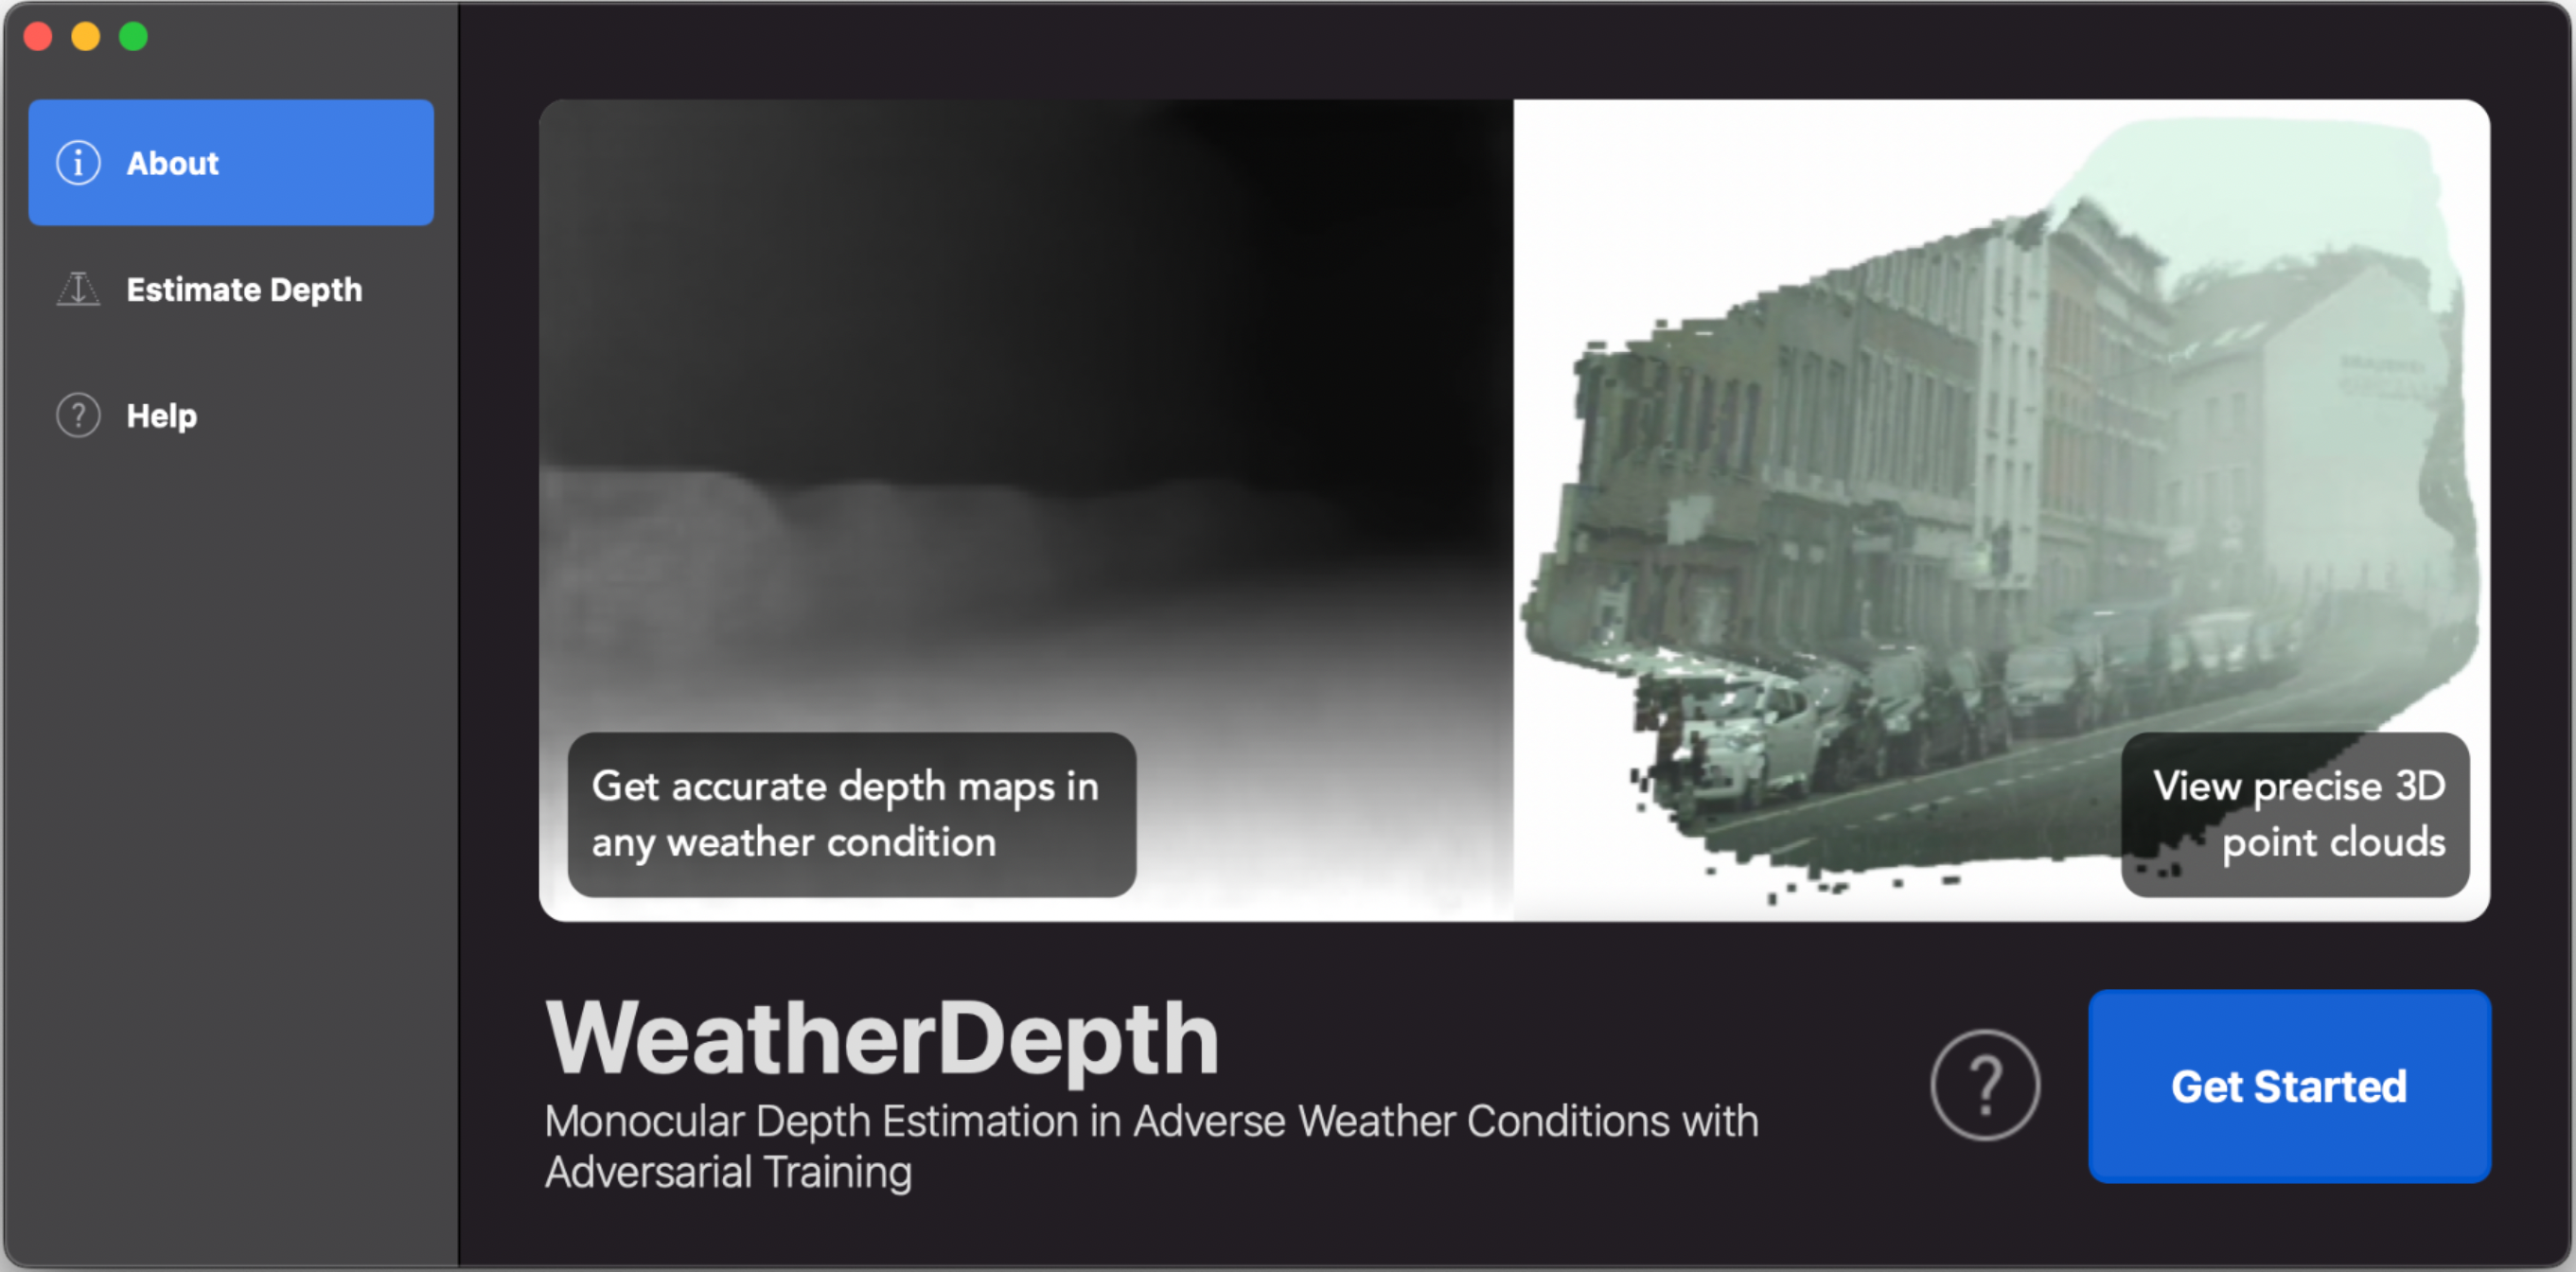 About
Estimate Depth
Help
Get accurate depth maps in
any weather condition
View precise 3D
point clouds
WeatherDepth
Monocular Depth Estimation in Adverse Weather Conditions with
Adversarial Training
?
Get Started